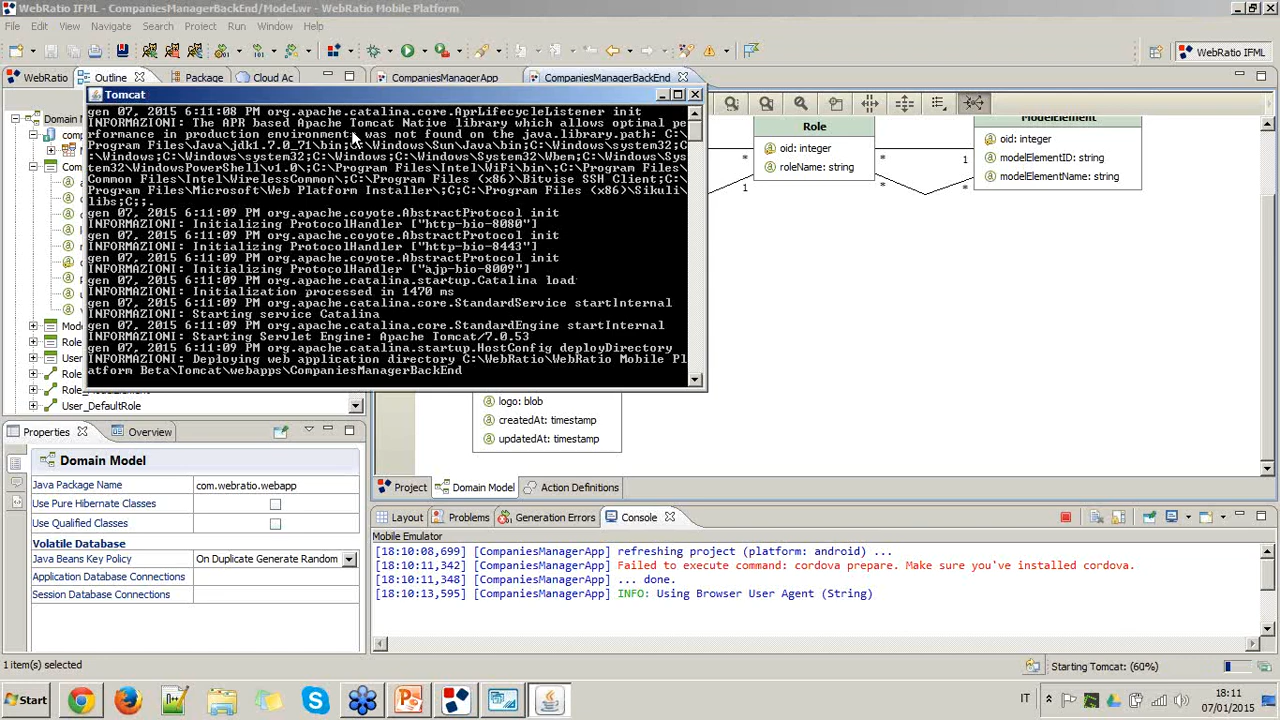 WebRatio IFML - CompaniesManagerBackEnd/Model.wr - WebRatio Mobile Platform
File Edit View Navigate Search Project Run Window Help
WebRatio IFML
WebRatio Outline Package Cloud Ac CompaniesManagerApp CompaniesManagerBackEnd
Tomcat
gen 07, 2015 6:11:08 PM org.apache.catalina.core.AprLifecycleListener init
INFORMAZIONI: The APR based Apache Tomcat Native library which allows optimal pe
rformance in production environments was not found on the java.library.path: C:\
Program Files\Java\jdk1.7.0_71\bin;C:\Windows\Sun\Java\bin;C:\Windows\system32;C
:\Windows;C:\Windows\system32;C:\Windows;C:\Windows\System32\Wbem;C:\Windows\Sys
tem32\WindowsPowerShell\v1.0\;C:\Program Files\Intel\WiFi\bin\;C:\Program Files\
Common Files\Intel\WirelessCommon\;C:\Program Files (x86)\Bitvise SSH Client;C:\
Program Files\Microsoft\Web Platform Installer\;C:\Program Files (x86)\Sikuli
libs;C;;.
gen 07, 2015 6:11:09 PM org.apache.coyote.AbstractProtocol init
INFORMAZIONI: Initializing ProtocolHandler ["http-bio-8080"]
gen 07, 2015 6:11:09 PM org.apache.coyote.AbstractProtocol init
INFORMAZIONI: Initializing ProtocolHandler ["http-bio-8443"]
gen 07, 2015 6:11:09 PM org.apache.coyote.AbstractProtocol init
INFORMAZIONI: Initializing ProtocolHandler ["ajp-bio-8009"]
gen 07, 2015 6:11:09 PM org.apache.catalina.startup.Catalina load
INFORMAZIONI: Initialization processed in 1470 ms
gen 07, 2015 6:11:09 PM org.apache.catalina.core.StandardService startInternal
INFORMAZIONI: Starting service Catalina
gen 07, 2015 6:11:09 PM org.apache.catalina.core.StandardEngine startInternal
INFORMAZIONI: Starting Servlet Engine: Apache Tomcat/7.0.53
gen 07, 2015 6:11:09 PM org.apache.catalina.startup.HostConfig deployDirectory
INFORMAZIONI: Deploying web application directory C:\WebRatio\WebRatio Mobile Pl
atform Beta\Tomcat\webapps\CompaniesManagerBackEnd
Domain M
comp
Com
Mode
Role
User
Role_ModelElement
User_DefaultRole
Role
oid: integer
roleName: string
*
1
*
*
1
*
ModelElement
oid: integer
modelElementID: string
modelElementName: string
logo: blob
createdAt: timestamp
updatedAt: timestamp
Project Domain Model Action Definitions
Properties Overview
Domain Model
Java Package Name com.webratio.webapp
Use Pure Hibernate Classes
Use Qualified Classes
Volatile Database
Java Beans Key Policy On Duplicate Generate Random
Application Database Connections
Session Database Connections
Layout Problems Generation Errors Console
Mobile Emulator
[18:10:08,699] [CompaniesManagerApp] refreshing project (platform: android) ...
[18:10:11,342] [CompaniesManagerApp] Failed to execute command: cordova prepare. Make sure you've installed cordova.
[18:10:11,348] [CompaniesManagerApp] ... done.
[18:10:13,595] [CompaniesManagerApp] INFO: Using Browser User Agent (String)
1 item(s) selected
Starting Tomcat: (60%)
Start
IT
18:11
07/01/2015